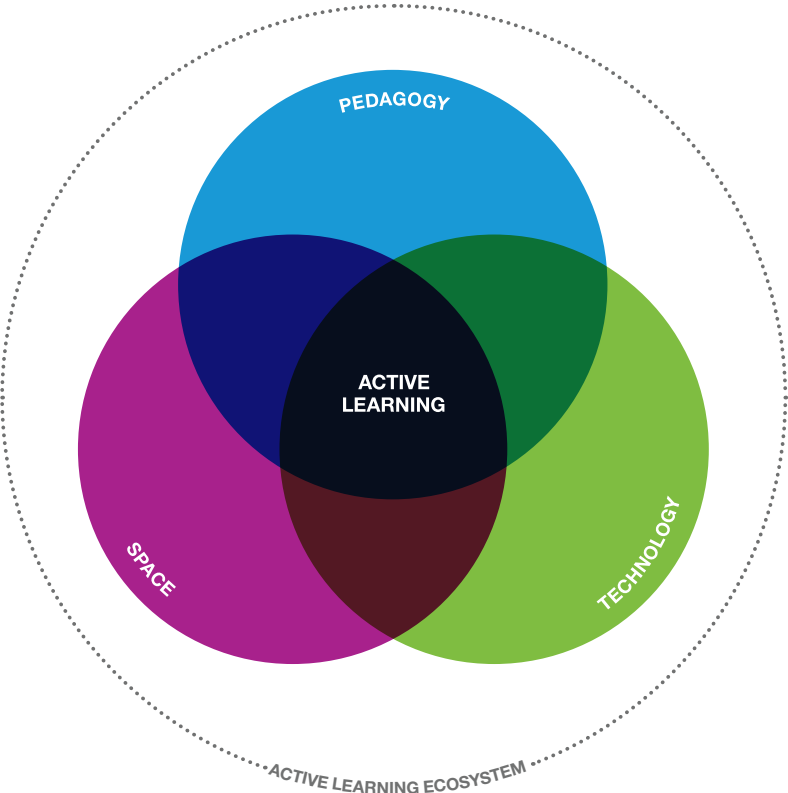 PEDAGOGY
ACTIVE
LEARNING
SPACE
TECHNOLOGY
ACTIVE LEARNING ECOSYSTEM